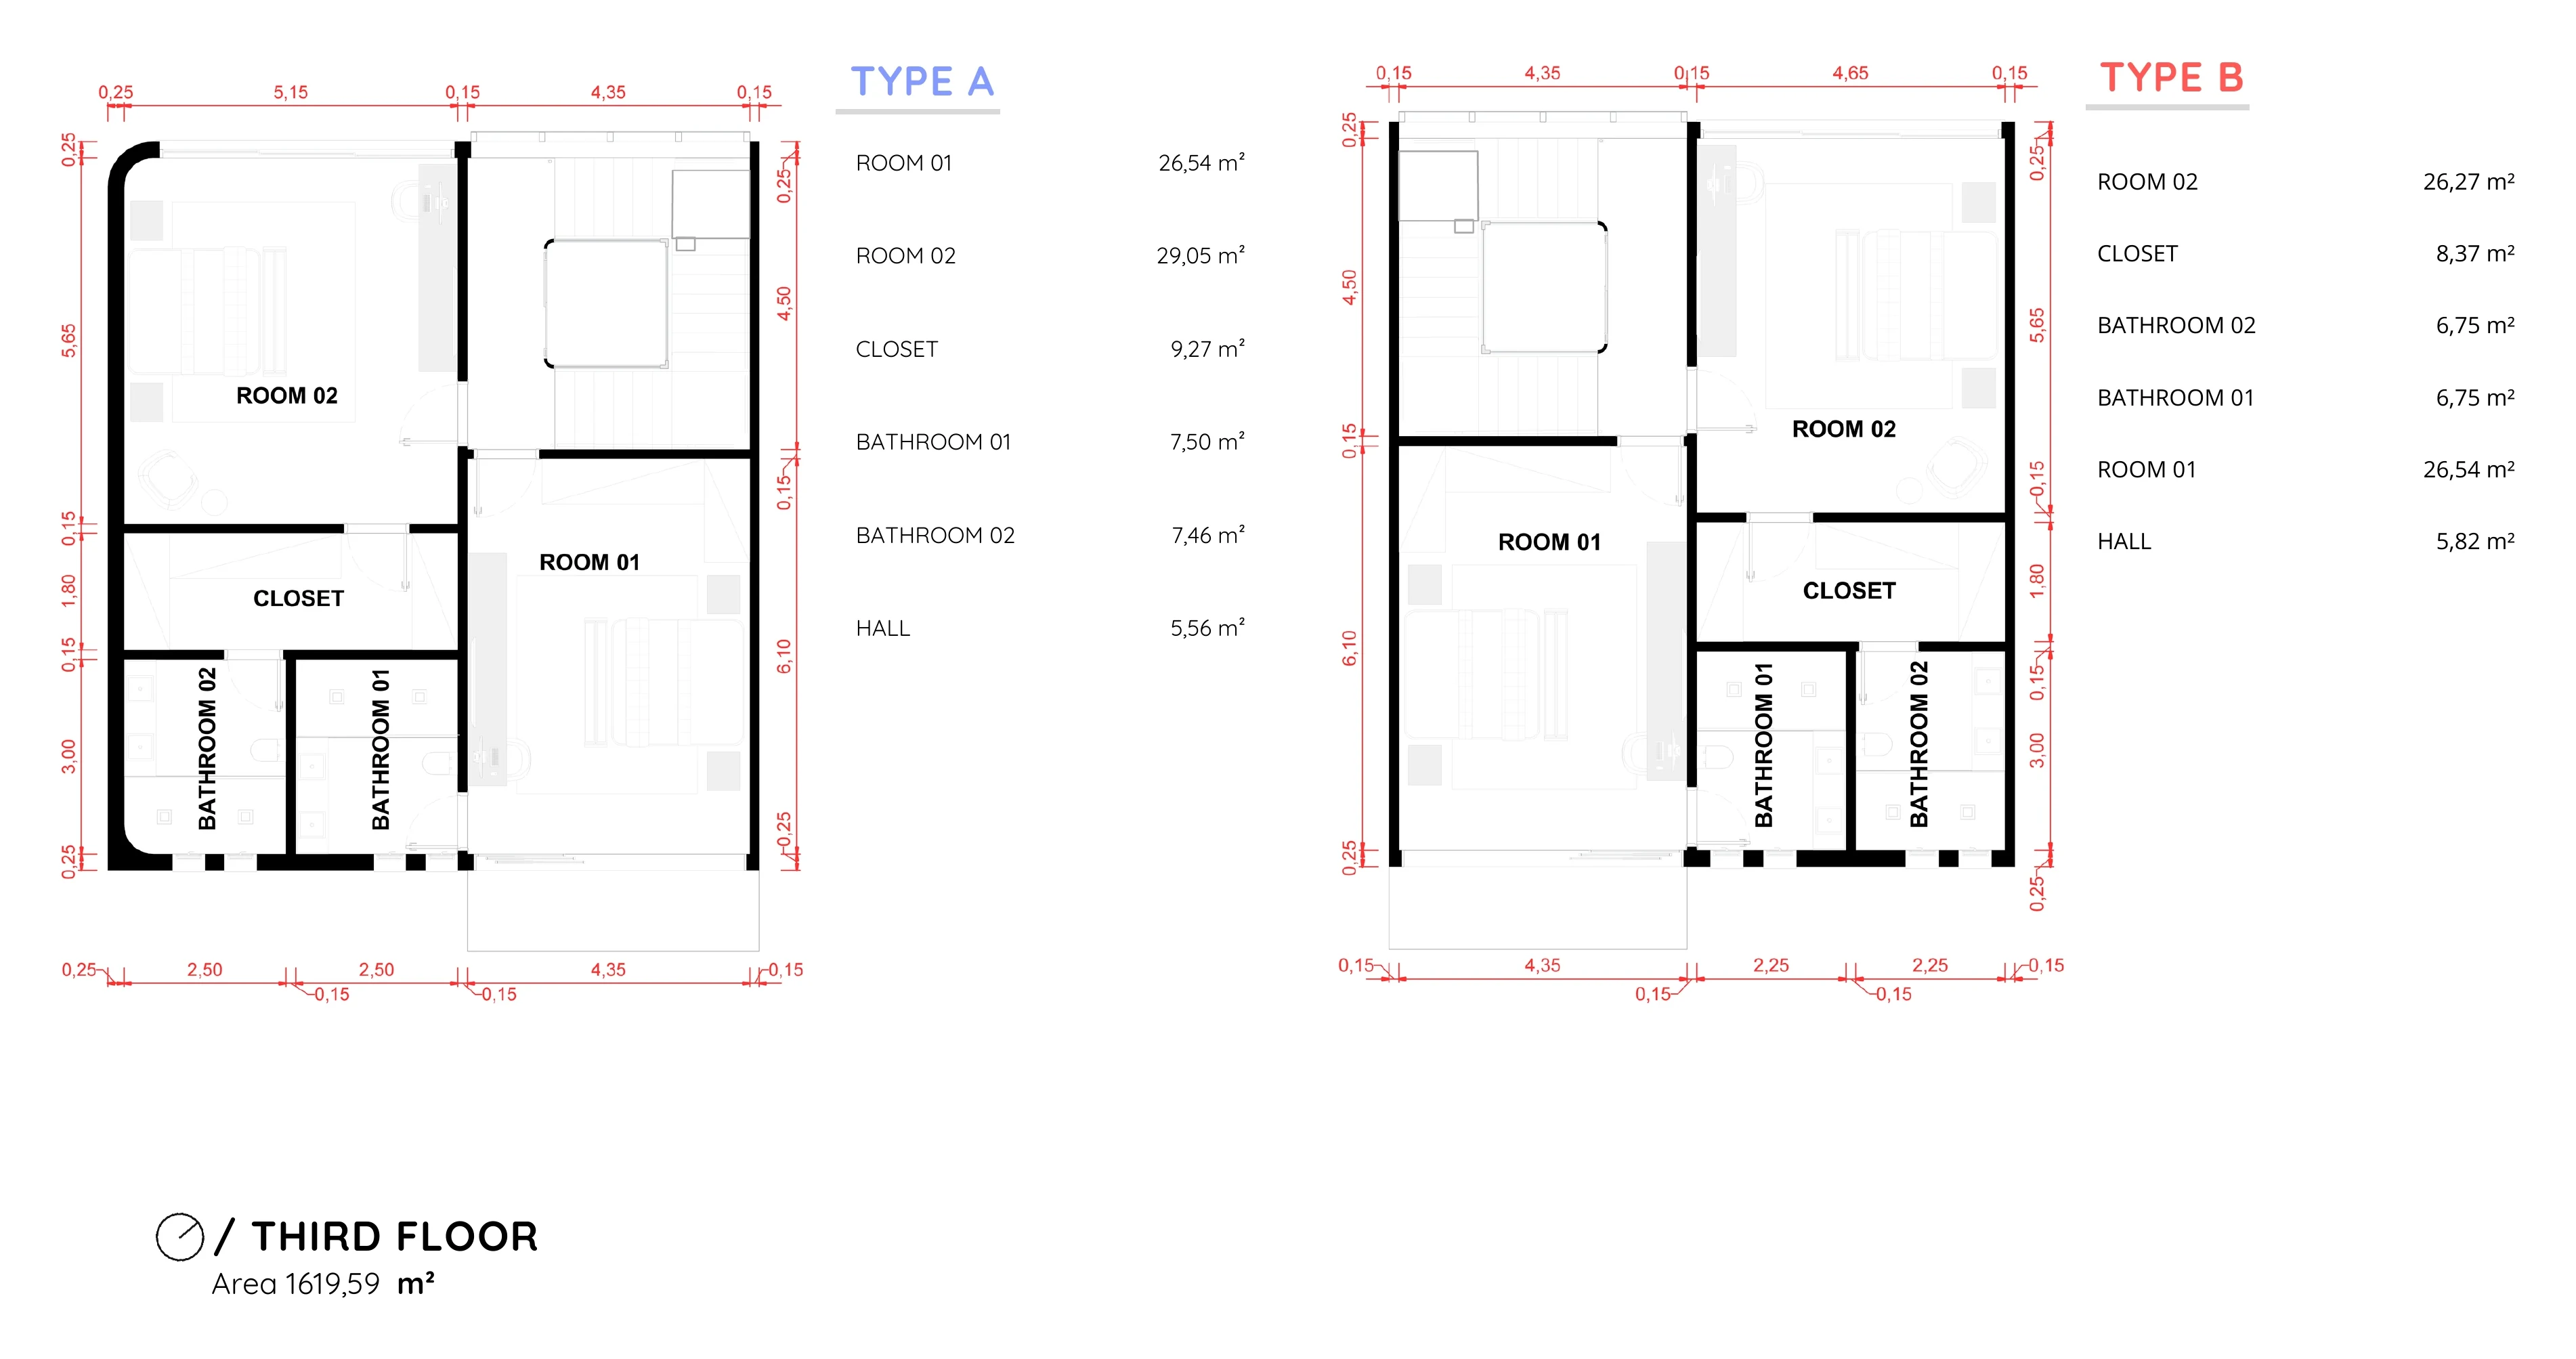 TYPE A
ROOM 01 26,54 m²
ROOM 02 29,05 m²
CLOSET 9,27 m²
BATHROOM 01 7,50 m²
BATHROOM 02 7,46 m²
HALL 5,56 m²
0,25 5,15 0,15 4,35 0,15
0,25
5,65
0,15
1,80
0,15
3,00
0,25
ROOM 02
CLOSET
ROOM 01
BATHROOM 02
BATHROOM 01
0,25
4,50
0,15
6,10
0,25
0,25 2,50 2,50 4,35 0,15
0,15 0,15
TYPE B
ROOM 02 26,27 m²
CLOSET 8,37 m²
BATHROOM 02 6,75 m²
BATHROOM 01 6,75 m²
ROOM 01 26,54 m²
HALL 5,82 m²
0,15 4,35 0,15 4,65 0,15
0,25
4,50
0,15
6,10
0,25
ROOM 02
ROOM 01
CLOSET
BATHROOM 01
BATHROOM 02
0,25
5,65
0,15
1,80
0,15
3,00
0,25
0,15 4,35 2,25 2,25 0,15
0,15 0,15
/ THIRD FLOOR
Area 1619,59 m²